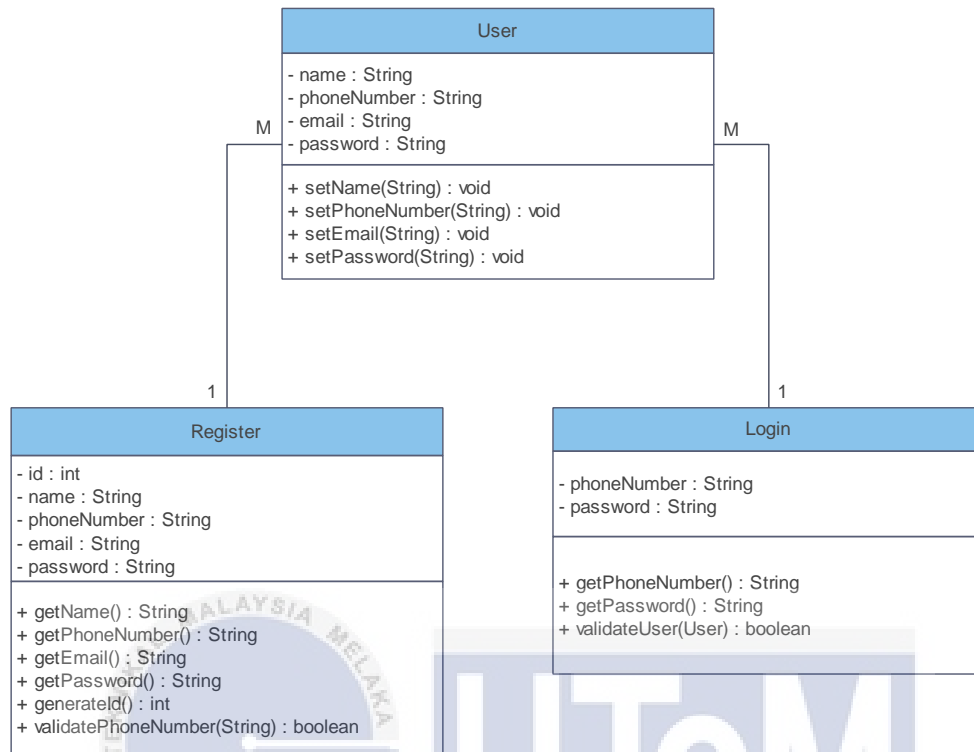 User
- name : String
- phoneNumber : String
- email : String
- password : String
M
M
+ setName(String) : void
+ setPhoneNumber(String) : void
+ setEmail(String) : void
+ setPassword(String) : void
1
1
Register
- id : int
- name : String
- phoneNumber : String
- email : String
- password : String
+ getName() : String
+ getPhoneNumber() : String
+ getEmail() : String
+ getPassword() : String
+ generateId() : int
+ validatePhoneNumber(String) : boolean
Login
- phoneNumber : String
- password : String
+ getPhoneNumber() : String
+ getPassword() : String
+ validateUser(User) : boolean
MALAYSIA MELAKA
UTeM